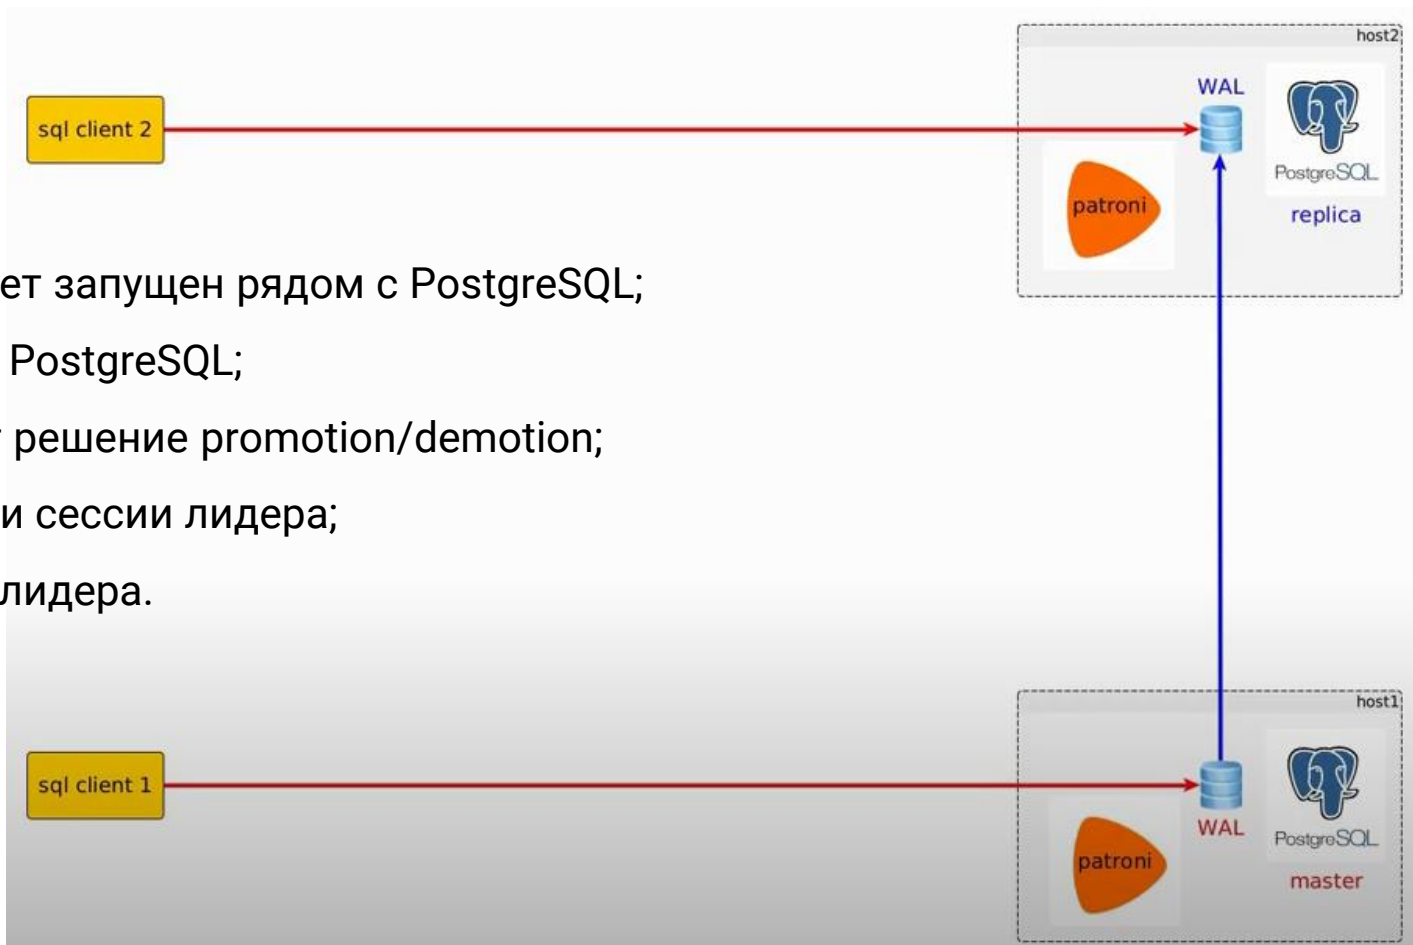 host2
WAL
sql client 2
PostgreSQL
patroni
replica
ет запущен рядом с PostgreSQL;
PostgreSQL;
решение promotion/demotion;
и сессии лидера;
лидера.
host1
sql client 1
WAL
PostgreSQL
patroni
master